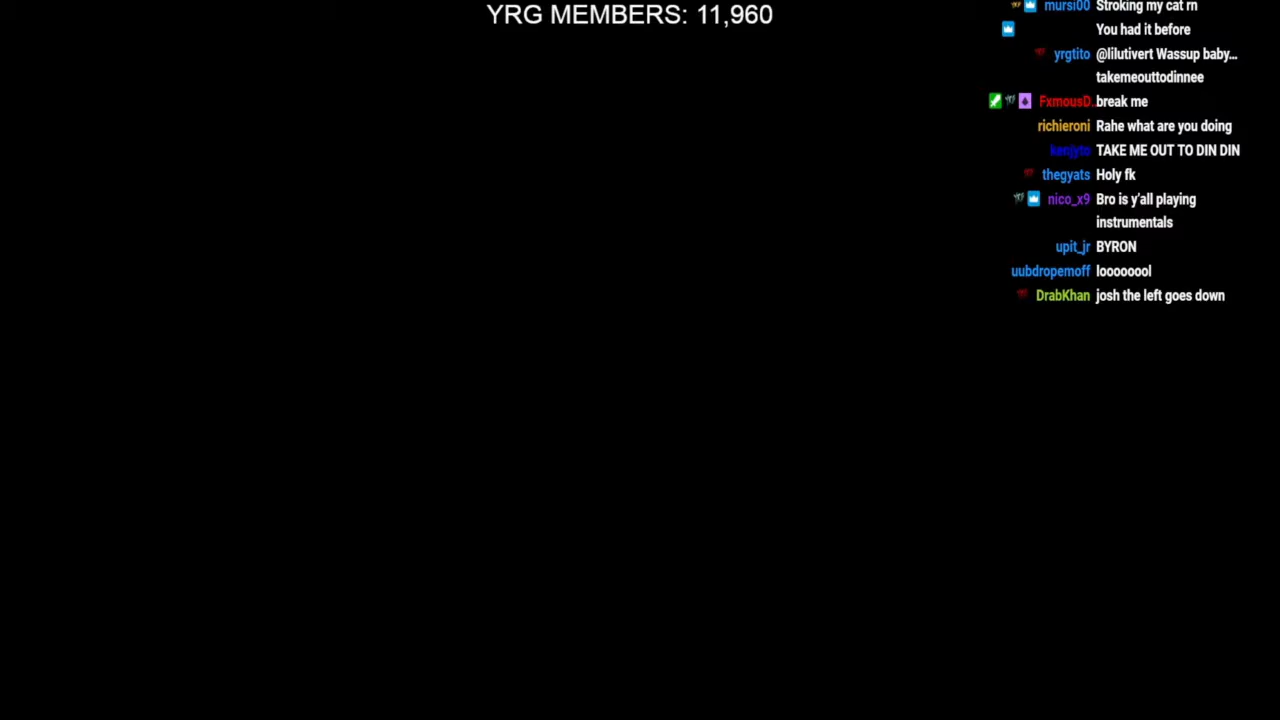 YRG MEMBERS: 11,960
mursi00 Stroking my cat rn
You had it before
yrgtito @lilutivert Wassup baby...
takemeouttodinnee
FxmousD. break me
richieroni Rahe what are you doing
kenjyto TAKE ME OUT TO DIN DIN
thegyats Holy fk
nico_x9 Bro is y'all playing
instrumentals
upit_jr BYRON
uubdropemoff looooool
DrabKhan josh the left goes down